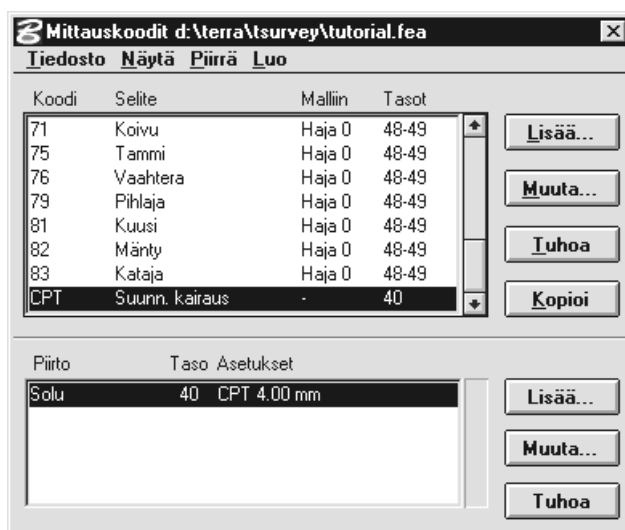 Mittauskoodit d:\terra\tsurvey\tutorial.fea
Tiedosto Näytä Piirrä Luo
Koodi Selite Malliin Tasot
71 Koivu Haja 0 48-49
75 Tammi Haja 0 48-49
76 Vaahtera Haja 0 48-49
79 Pihlaja Haja 0 48-49
81 Kuusi Haja 0 48-49
82 Mänty Haja 0 48-49
83 Kataja Haja 0 48-49
CPT Suunn. kairaus - 40
Lisää...
Muuta...
Tuhoa
Kopioi
Piirto Taso Asetukset
Solu 40 CPT 4.00 mm
Lisää...
Muuta...
Tuhoa